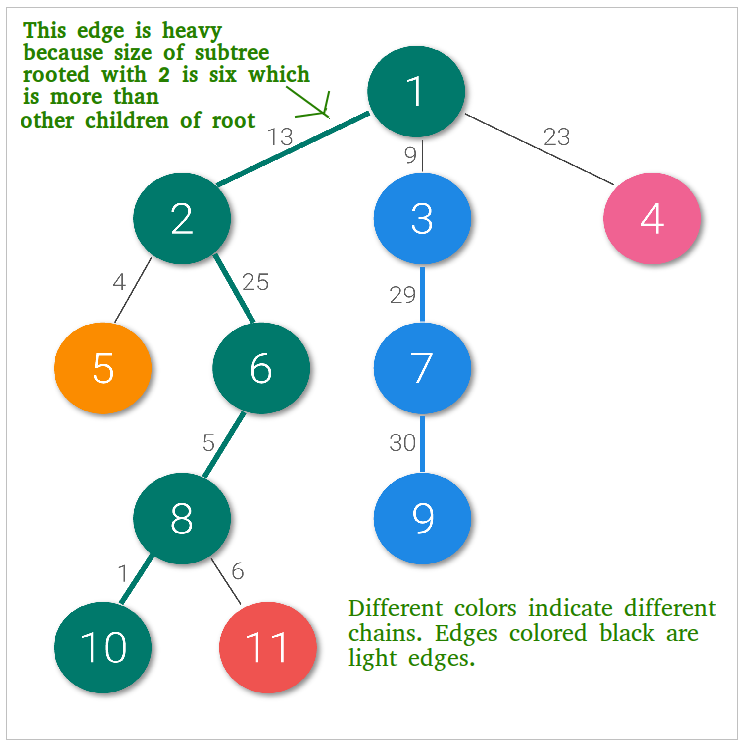 This edge is heavy
because size of subtree
rooted with 2 is six which
is more than
other children of root
1
13
9
23
2
3
4
4
25
29
5
6
7
5
30
8
9
1
6
10
11
Different colors indicate different
chains. Edges colored black are
light edges.